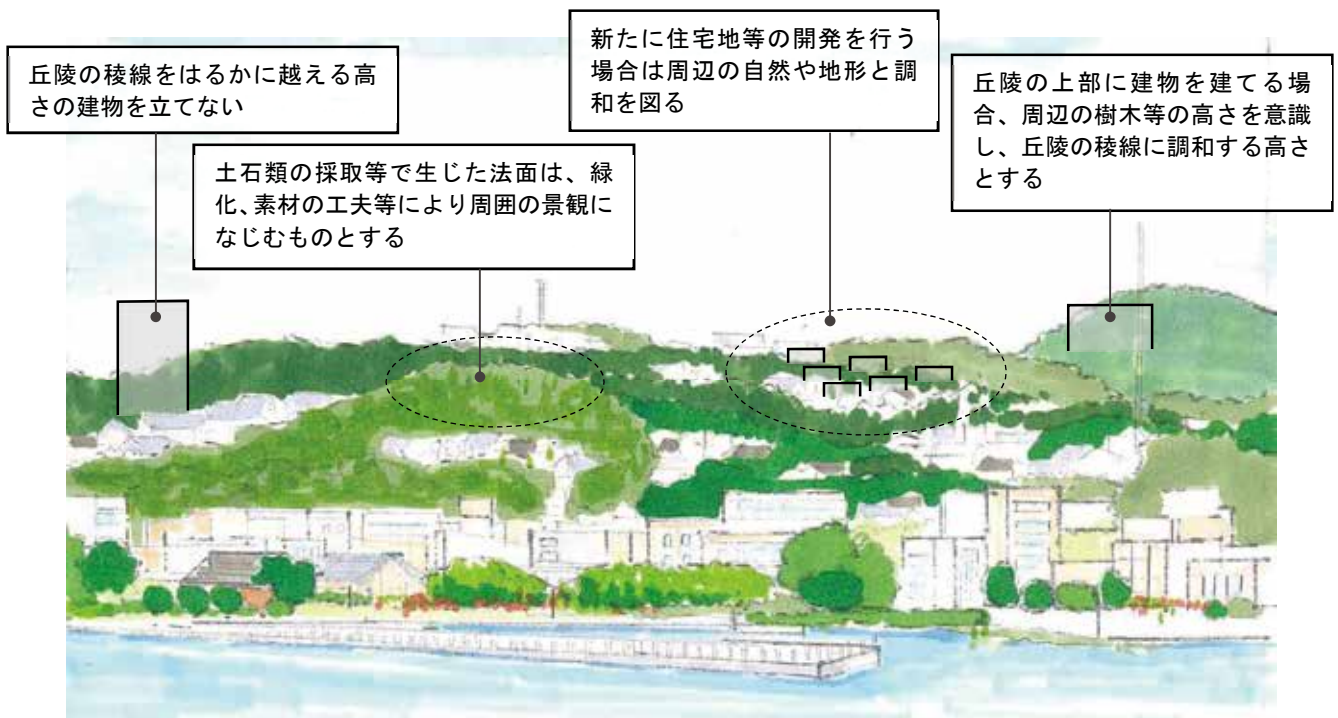 丘陵の稜線をはるかに越える高
さの建物を立てない
土石類の採取等で生じた法面は、緑
化、素材の工夫等により周囲の景観に
なじむものとする
新たに住宅地等の開発を行う
場合は周辺の自然や地形と調
和を図る
丘陵の上部に建物を建てる場
合、周辺の樹木等の高さを意識
し、丘陵の稜線に調和する高さ
とする